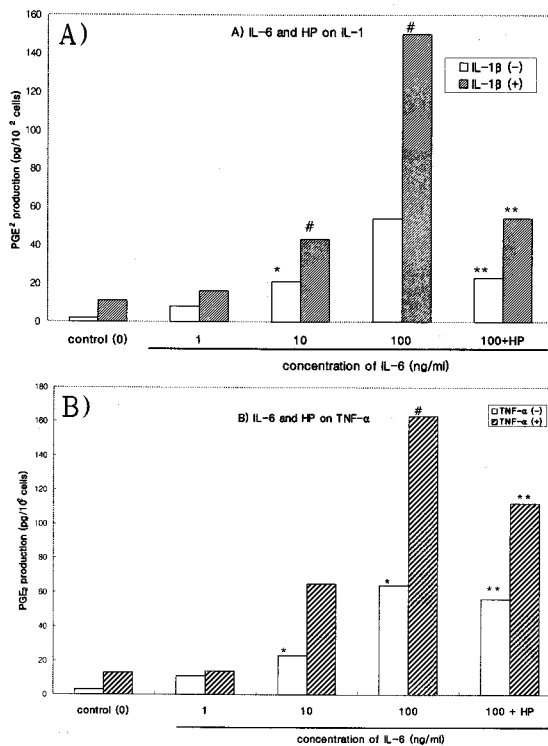 A)
A) IL-6 and HP on IL-1
IL-1β (-)
IL-1β (+)
PGE² production (pg/10⁻² cells)
160
140
120
100
80
60
40
20
0
#
#
*
**
**
control (0)
1
10
100
100+HP
concentration of IL-6 (ng/ml)
B)
B) IL-6 and HP on TNF-α
TNF-α (-)
TNF-α (+)
PGE₂ production (pg/10⁵ cells)
180
160
140
120
100
80
60
40
20
0
#
*
*
**
**
control (0)
1
10
100
100 + HP
concentration of IL-6 (ng/ml)